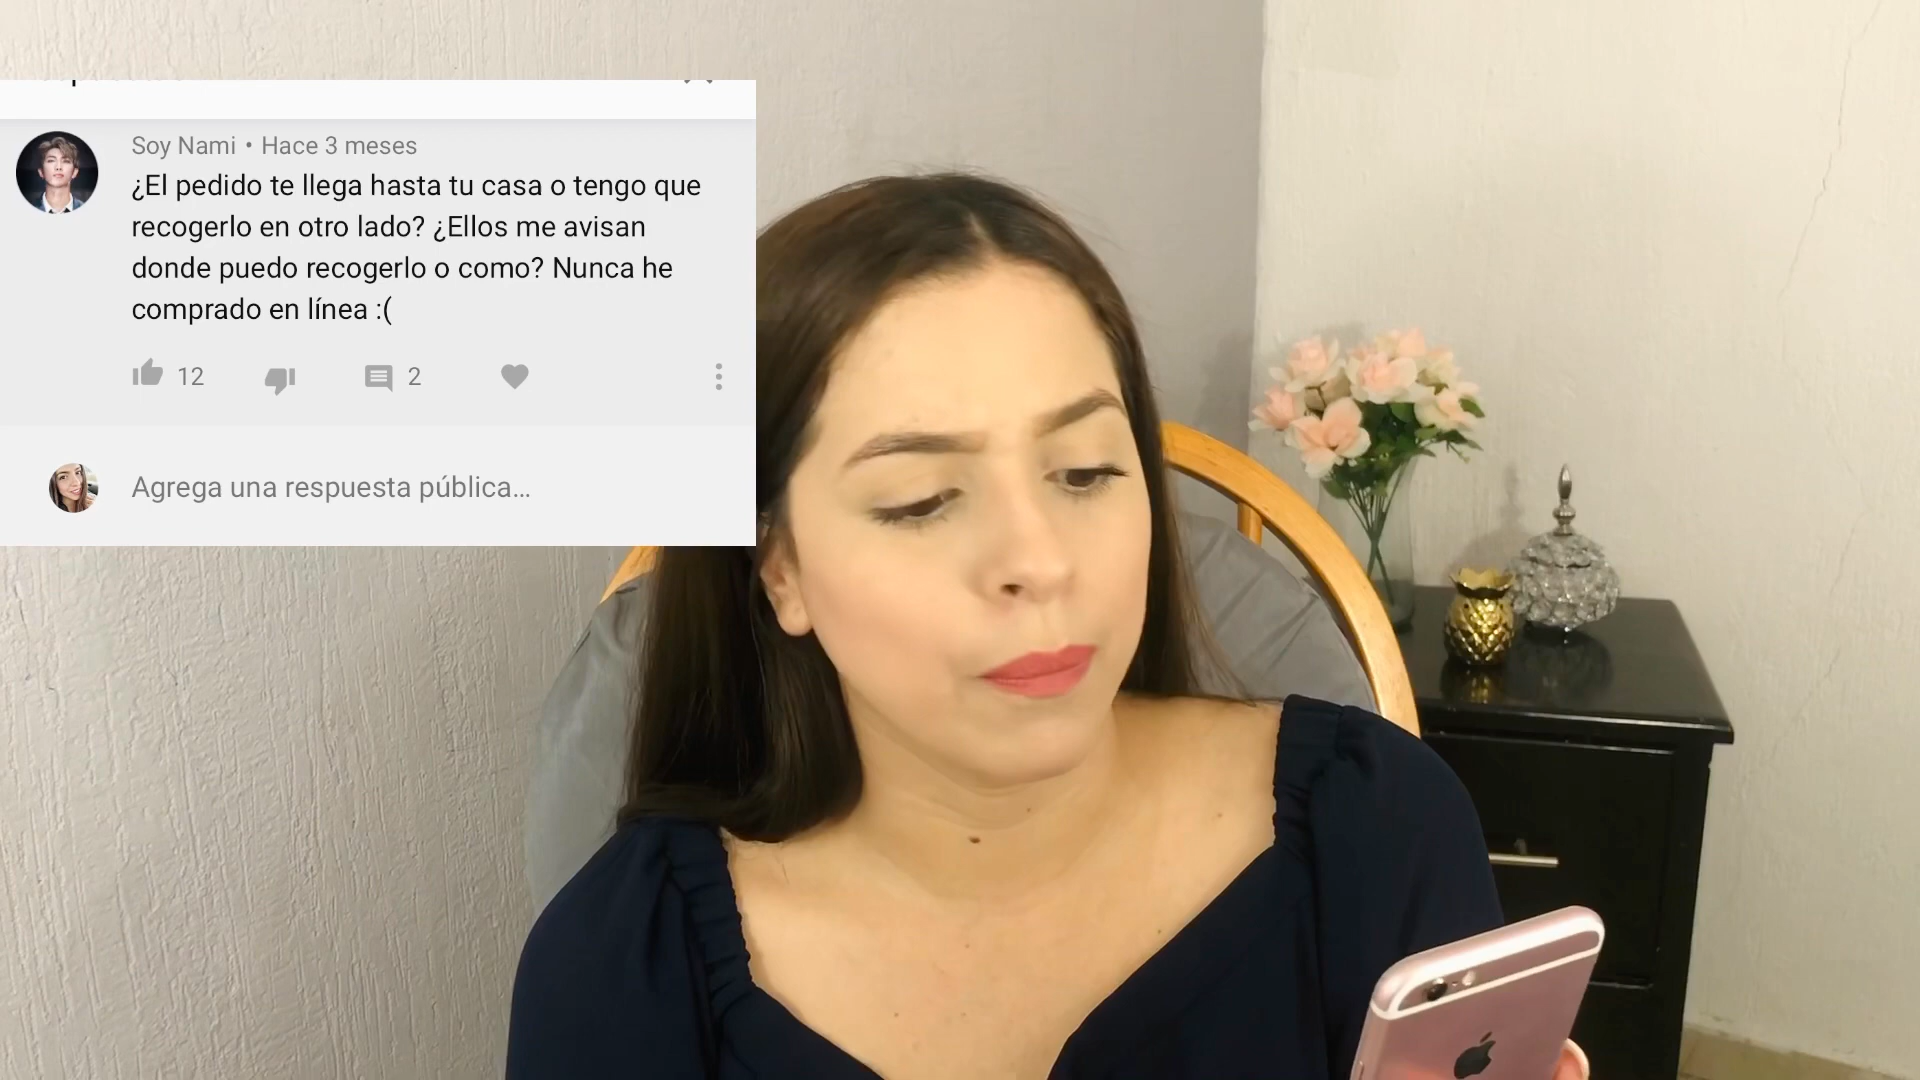 Soy Nami • Hace 3 meses
¿El pedido te llega hasta tu casa o tengo que
recogerlo en otro lado? ¿Ellos me avisan
donde puedo recogerlo o como? Nunca he
comprado en línea :(
12
2
Agrega una respuesta pública...